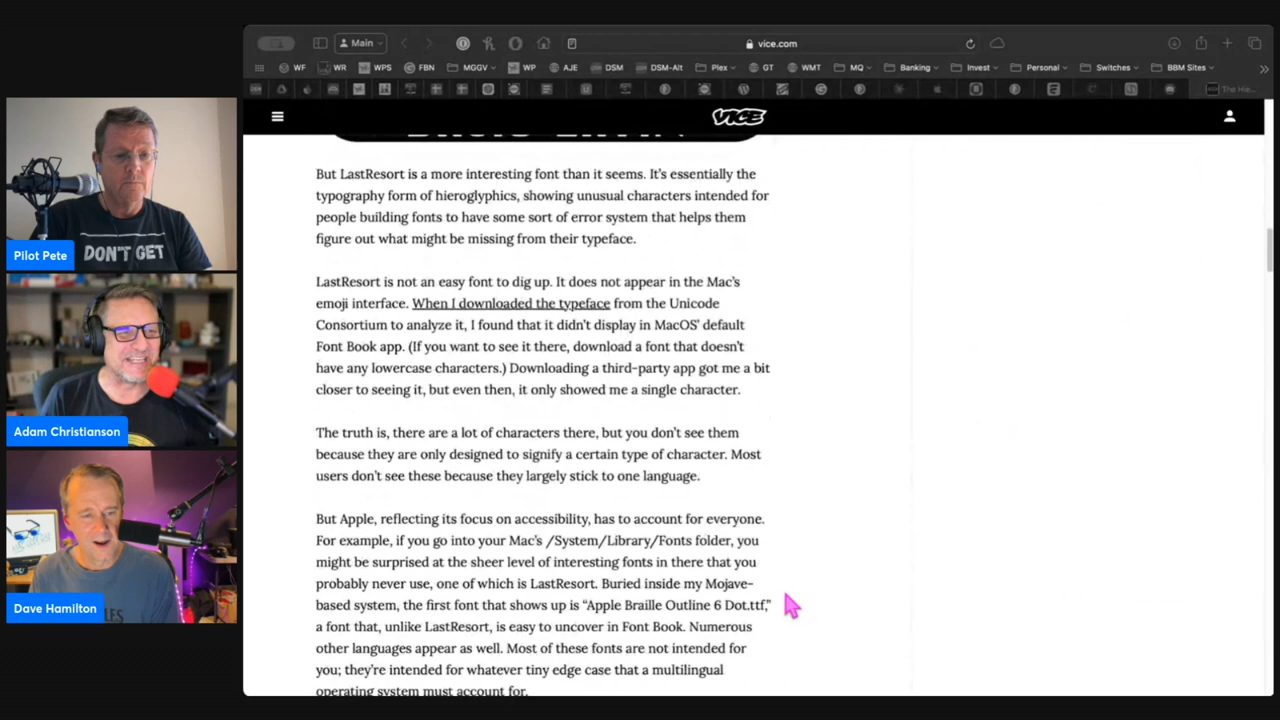 Main
vice.com
WF
WR
WPS
FBN
MGGV
WP
AJE
DSM
DSM-Alt
Plex
GT
WMT
MQ
Banking
Invest
Personal
Switches
BBM Sites
VICE
But LastResort is a more interesting font than it seems. It’s essentially the
typography form of hieroglyphics, showing unusual characters intended for
people building fonts to have some sort of error system that helps them
figure out what might be missing from their typeface.
LastResort is not an easy font to dig up. It does not appear in the Mac’s
emoji interface. When I downloaded the typeface from the Unicode
Consortium to analyze it, I found that it didn’t display in MacOS’ default
Font Book app. (If you want to see it there, download a font that doesn’t
have any lowercase characters.) Downloading a third-party app got me a bit
closer to seeing it, but even then, it only showed me a single character.
The truth is, there are a lot of characters there, but you don’t see them
because they are only designed to signify a certain type of character. Most
users don’t see these because they largely stick to one language.
But Apple, reflecting its focus on accessibility, has to account for everyone.
For example, if you go into your Mac’s /System/Library/Fonts folder, you
might be surprised at the sheer level of interesting fonts in there that you
probably never use, one of which is LastResort. Buried inside my Mojave-
based system, the first font that shows up is “Apple Braille Outline 6 Dot.ttf,”
a font that, unlike LastResort, is easy to uncover in Font Book. Numerous
other languages appear as well. Most of these fonts are not intended for
you; they’re intended for whatever tiny edge case that a multilingual
operating system must account for.
DON'T GET
Pilot Pete
Adam Christianson
Dave Hamilton